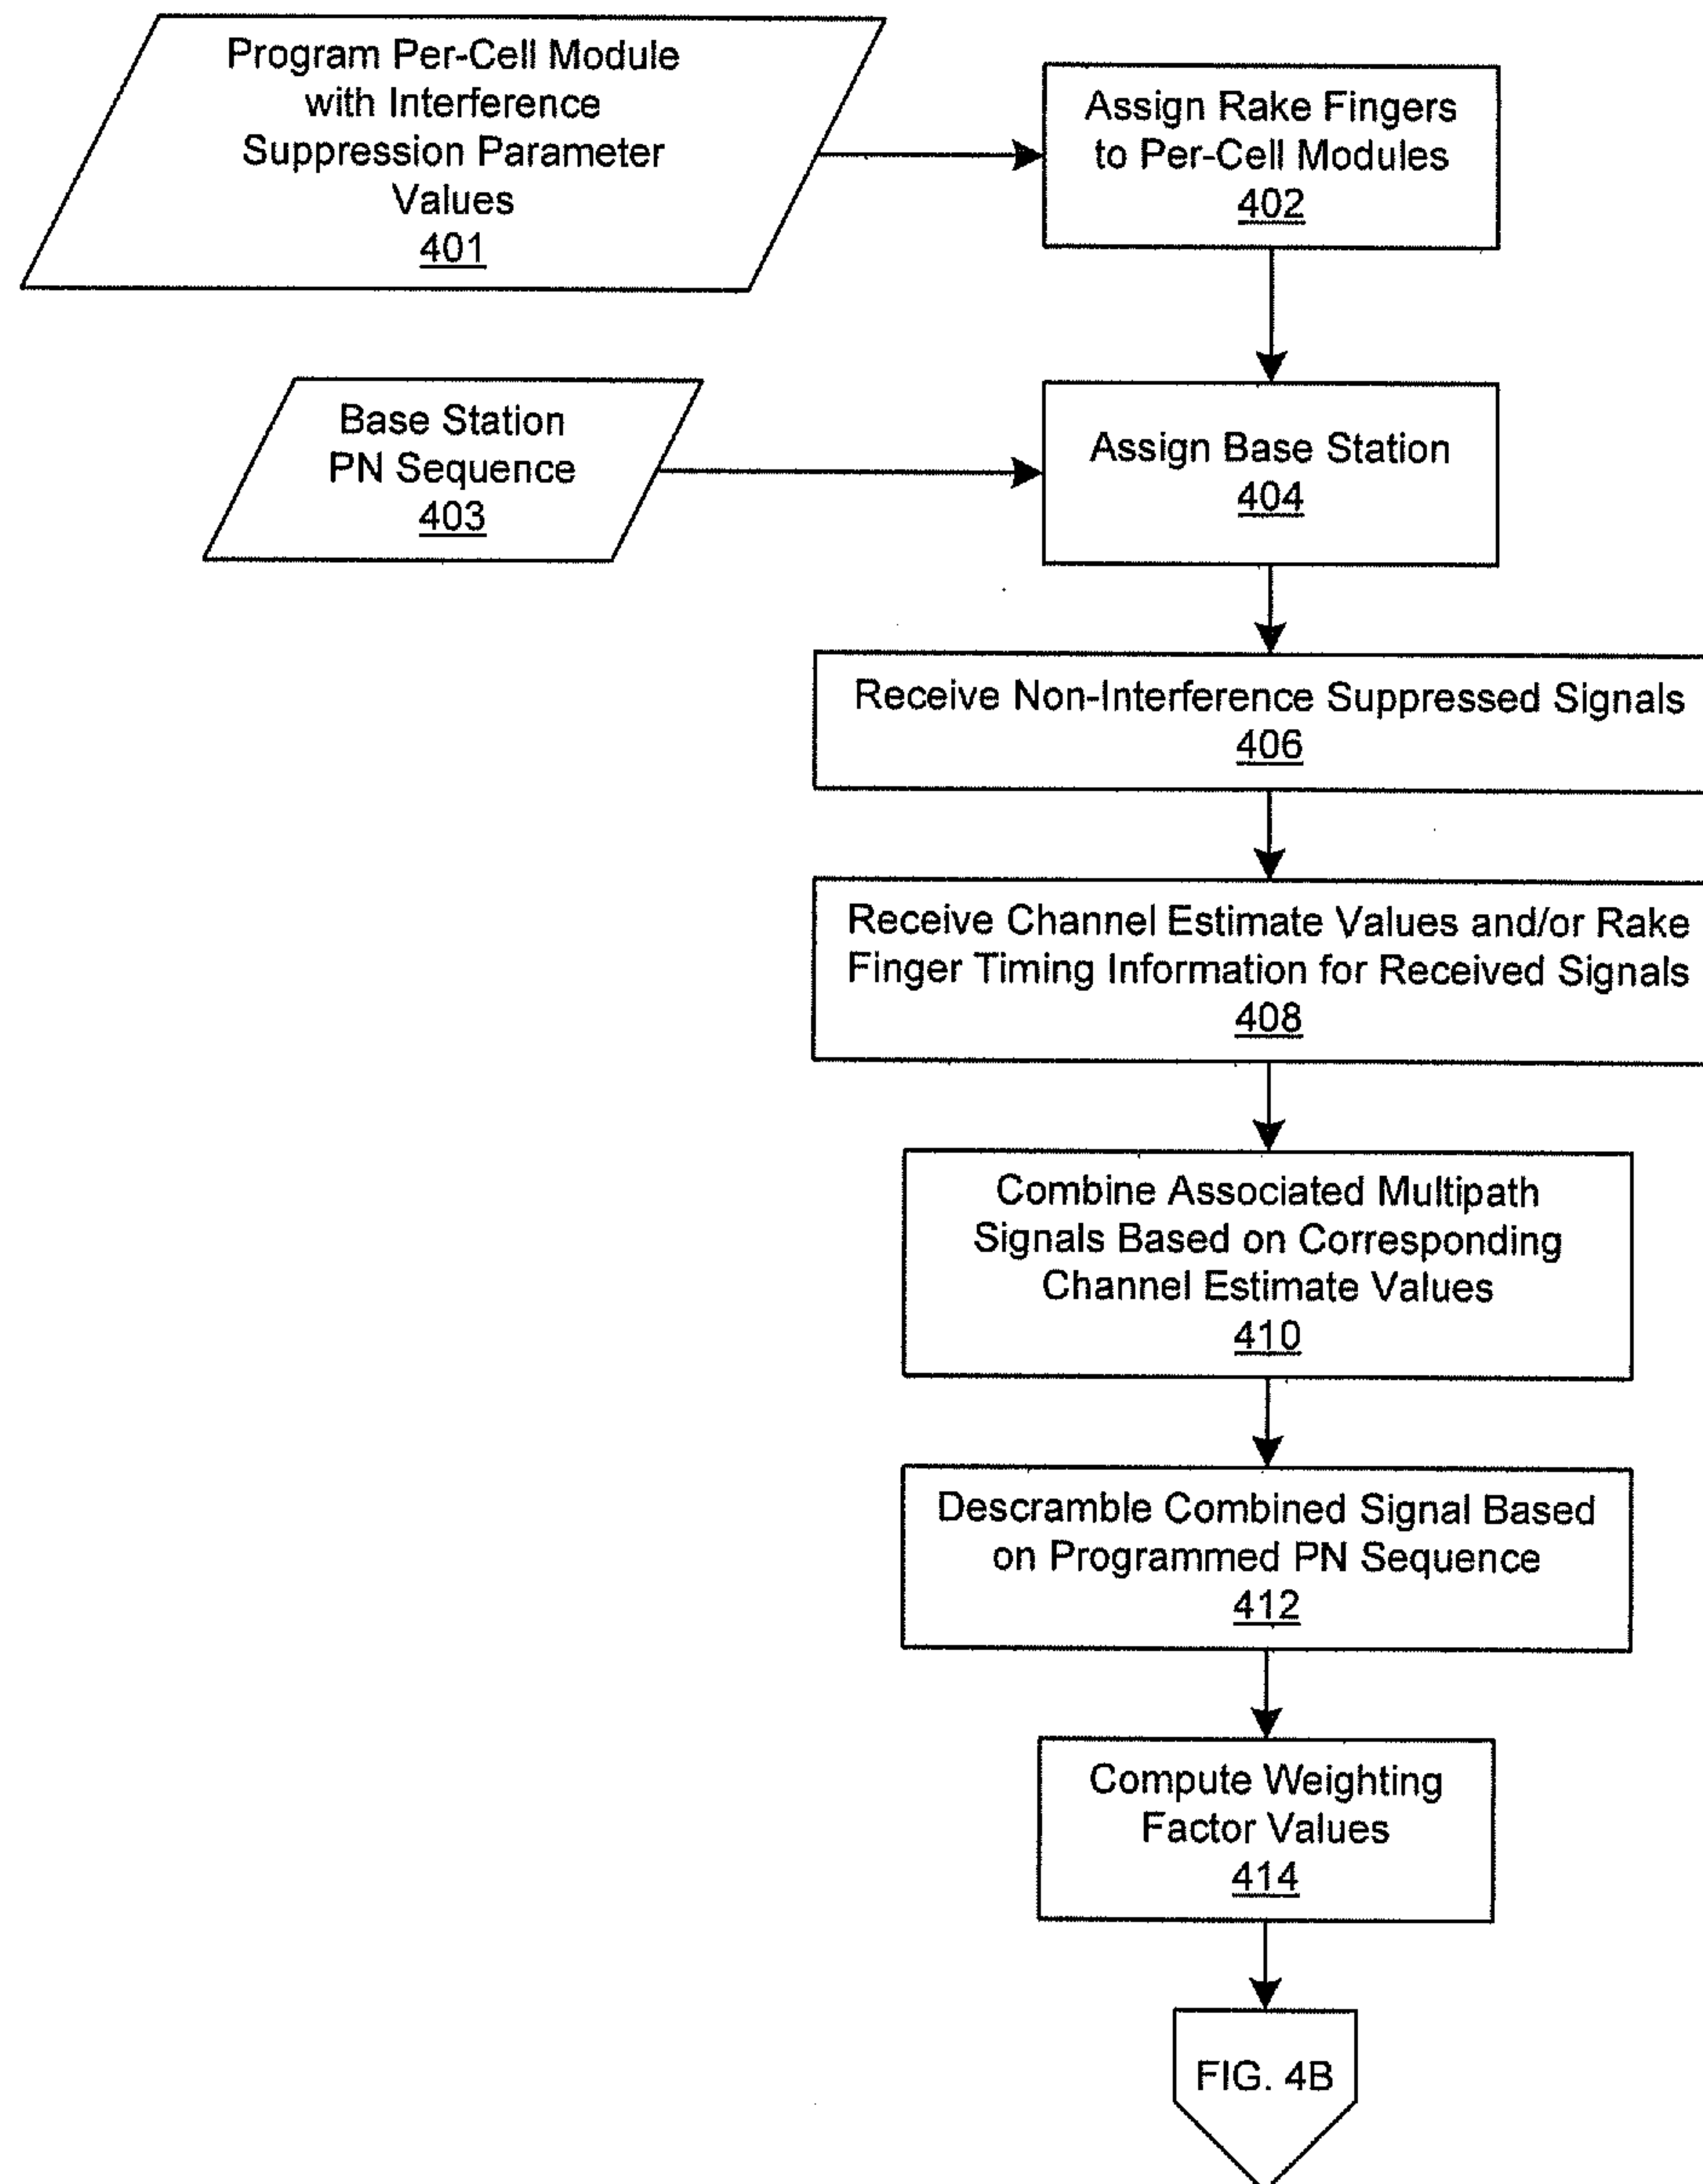 Program Per-Cell Module
with Interference
Suppression Parameter
Values
401
Assign Rake Fingers
to Per-Cell Modules
402
Base Station
PN Sequence
403
Assign Base Station
404
Receive Non-Interference Suppressed Signals
406
Receive Channel Estimate Values and/or Rake
Finger Timing Information for Received Signals
408
Combine Associated Multipath
Signals Based on Corresponding
Channel Estimate Values
410
Descramble Combined Signal Based
on Programmed PN Sequence
412
Compute Weighting
Factor Values
414
FIG. 4B